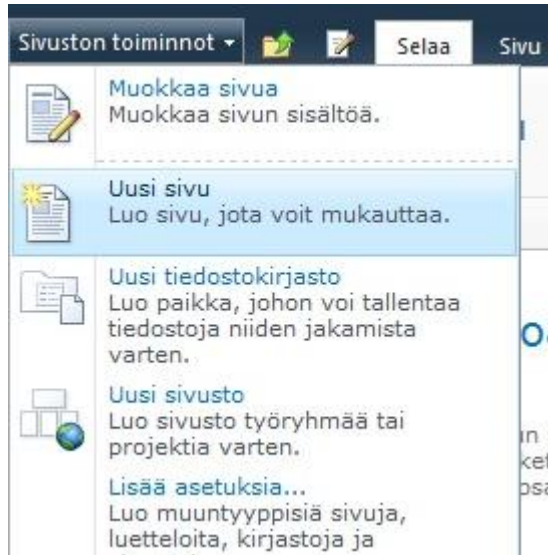 Sivuston toiminnot
Selaa
Sivu
Muokkaa sivua
Muokkaa sivun sisältöä.
Uusi sivu
Luo sivu, jota voit mukauttaa.
Uusi tiedostokirjasto
Luo paikka, johon voi tallentaa
tiedostoja niiden jakamista
varten.
Uusi sivusto
Luo sivusto työryhmää tai
projektia varten.
Lisää asetuksia...
Luo muuntyyppisiä sivuja,
luetteloita, kirjastoja ja